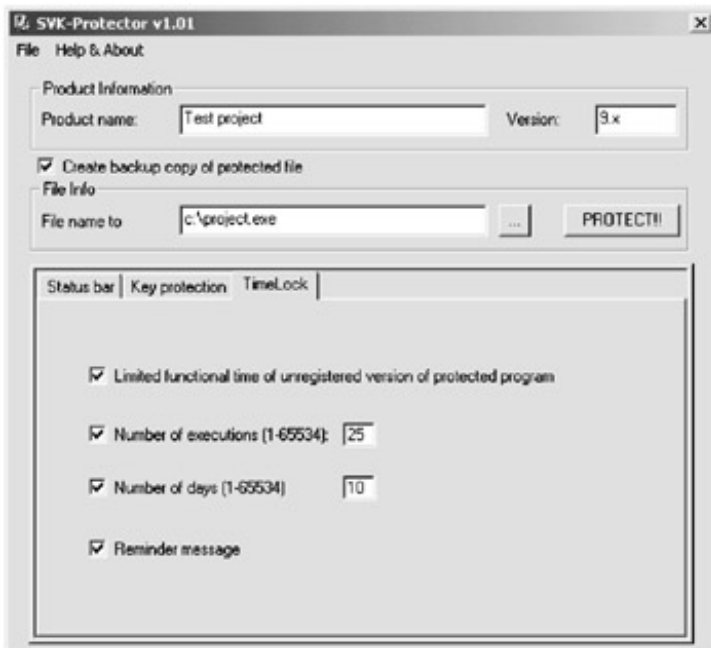 SVK-Protector v1.01
File Help & About
Product Information
Product name: Test project Version: 9.x
Create backup copy of protected file
File Info
File name to c:\project.exe ... PROTECT!!
Status bar Key protection TimeLock
Limited functional time of unregistered version of protected program
Number of executions (1-65534): 25
Number of days (1-65534) 10
Reminder message